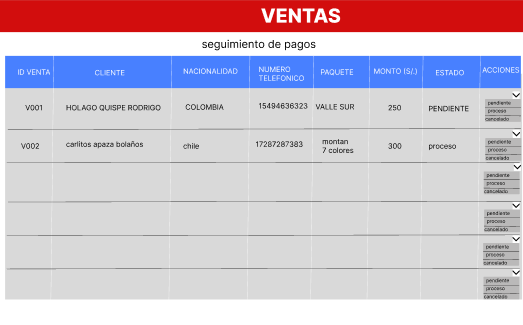 VENTAS
seguimiento de pagos
ID VENTA CLIENTE NACIONALIDAD NUMERO TELEFONICO PAQUETE MONTO (S/.) ESTADO ACCIONES
V001 HOLAGO QUISPE RODRIGO COLOMBIA 15494636323 VALLE SUR 250 PENDIENTE
pendiente
proceso
cancelado
V002 carlitos apaza bolaños chile 17287287383 montan 7 colores 300 proceso
pendiente
proceso
cancelado
pendiente
proceso
cancelado
pendiente
proceso
cancelado
pendiente
proceso
cancelado
pendiente
proceso
cancelado